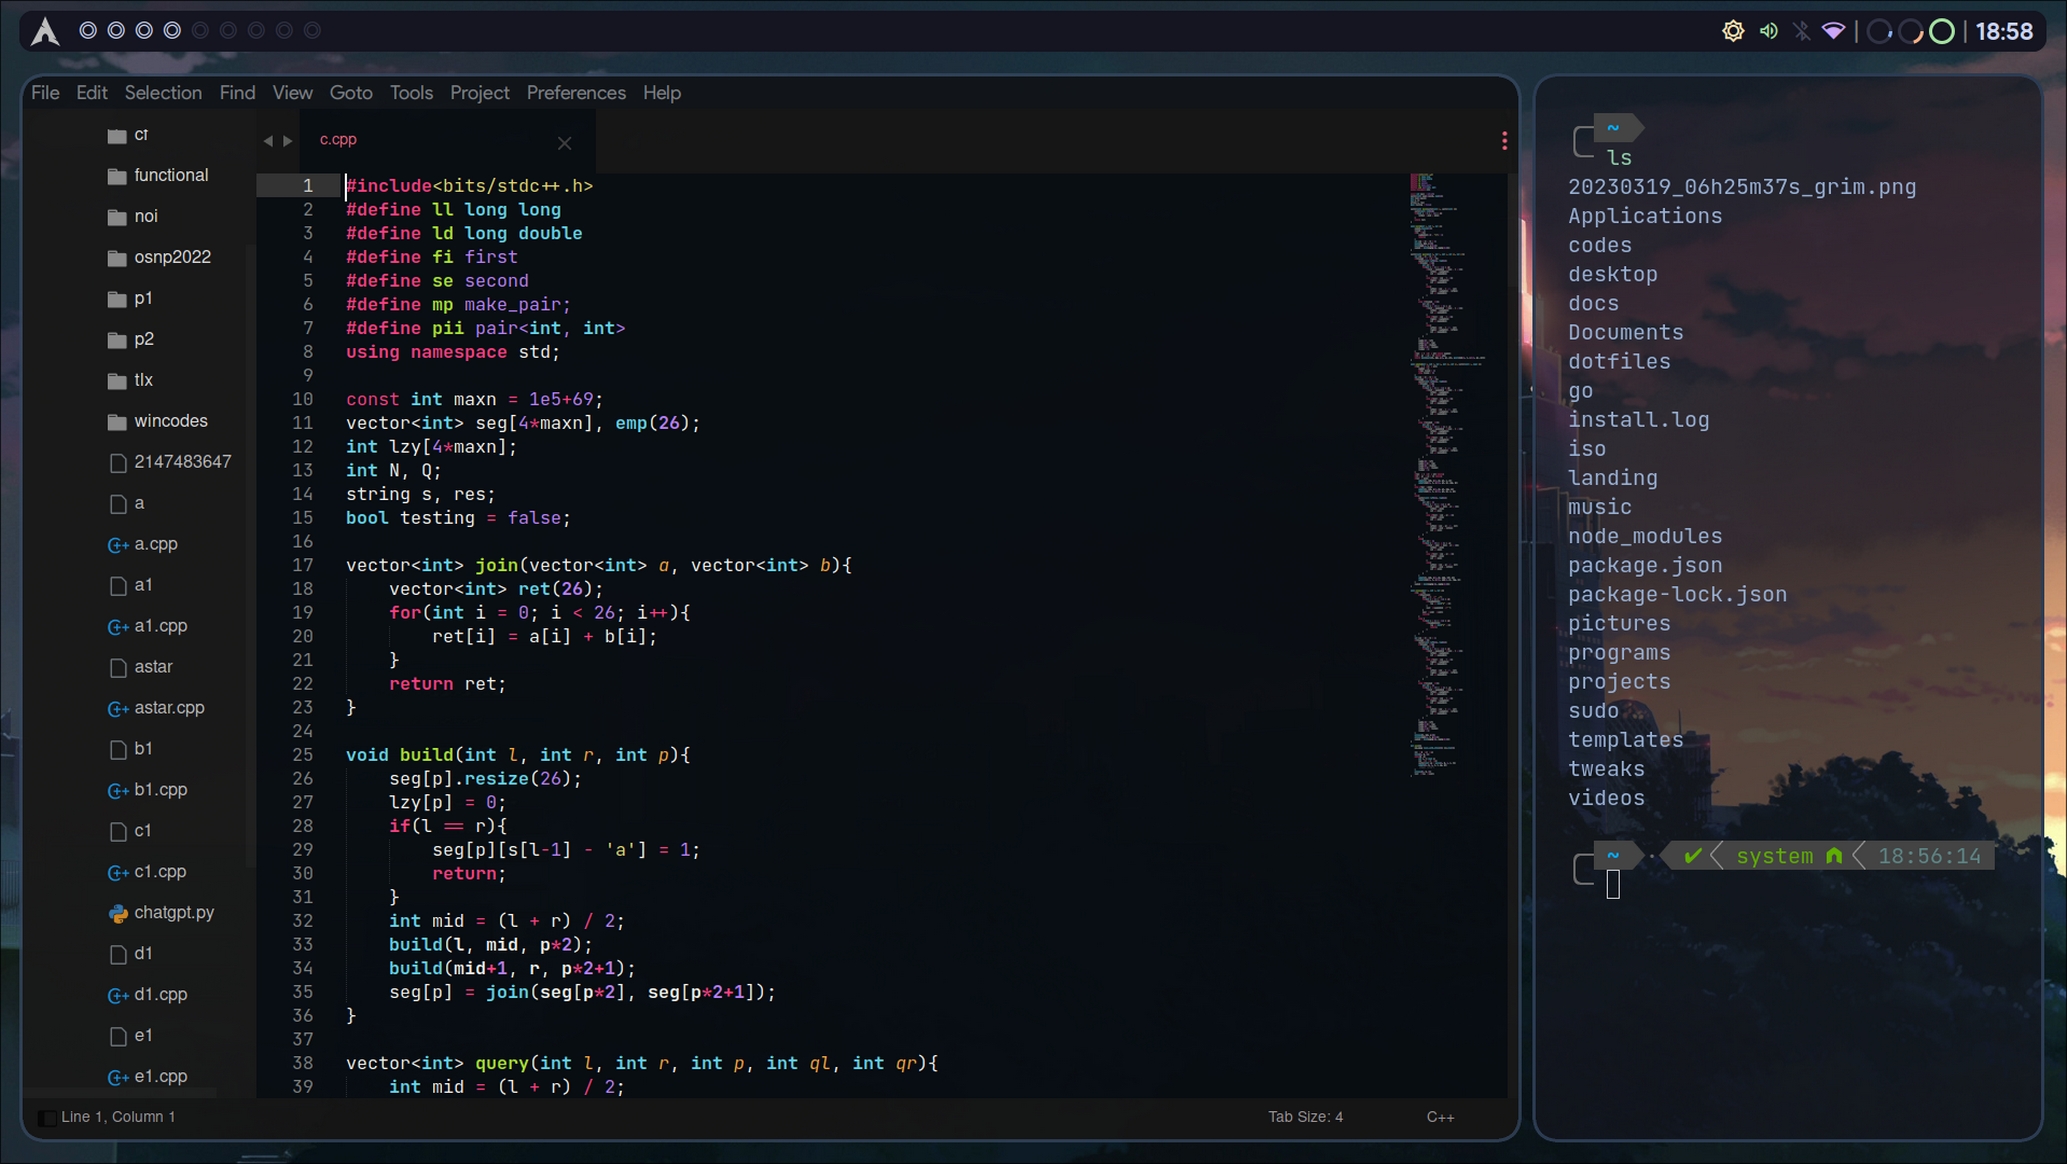 18:58
File Edit Selection Find View Goto Tools Project Preferences Help
cf
functional
noi
osnp2022
p1
p2
tlx
wincodes
2147483647
a
a.cpp
a1
a1.cpp
astar
astar.cpp
b1
b1.cpp
c1
c1.cpp
chatgpt.py
d1
d1.cpp
e1
e1.cpp
c.cpp
1 #include<bits/stdc++.h>
2 #define ll long long
3 #define ld long double
4 #define fi first
5 #define se second
6 #define mp make_pair;
7 #define pii pair<int, int>
8 using namespace std;
9
10 const int maxn = 1e5+69;
11 vector<int> seg[4*maxn], emp(26);
12 int lzy[4*maxn];
13 int N, Q;
14 string s, res;
15 bool testing = false;
16
17 vector<int> join(vector<int> a, vector<int> b){
18     vector<int> ret(26);
19     for(int i = 0; i < 26; i++){
20         ret[i] = a[i] + b[i];
21     }
22     return ret;
23 }
24
25 void build(int l, int r, int p){
26     seg[p].resize(26);
27     lzy[p] = 0;
28     if(l == r){
29         seg[p][s[l-1] - 'a'] = 1;
30         return;
31     }
32     int mid = (l + r) / 2;
33     build(l, mid, p*2);
34     build(mid+1, r, p*2+1);
35     seg[p] = join(seg[p*2], seg[p*2+1]);
36 }
37
38 vector<int> query(int l, int r, int p, int ql, int qr){
39     int mid = (l + r) / 2;
Line 1, Column 1
Tab Size: 4
C++
~
ls
20230319_06h25m37s_grim.png
Applications
codes
desktop
docs
Documents
dotfiles
go
install.log
iso
landing
music
node_modules
package.json
package-lock.json
pictures
programs
projects
sudo
templates
tweaks
videos
~ ✔ system 18:56:14